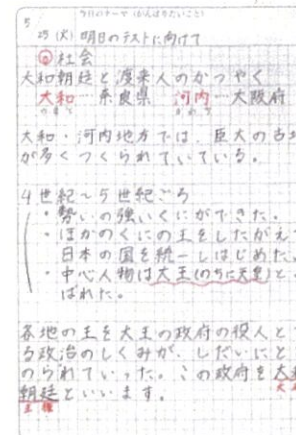 今日のテーマ（がんばりたいこと）
5/25（火）明日のテストに向けて
社会
大和朝廷と渡来人のかつやく
大和…奈良県 河内…大阪府
大和・河内地方では、巨大の古
が多くつくられていている。
4世紀〜5世紀ごろ
・勢いの強いくにができた。
・ほかのくにの王をしたがえ
日本の国を統一しはじめた。
・中心人物は大王(のちに天皇)と
ばれた。
各地の王を大王の政府の役人と
る政治のしくみが、しだいにと
のられていった。この政府を大
朝廷といいます。